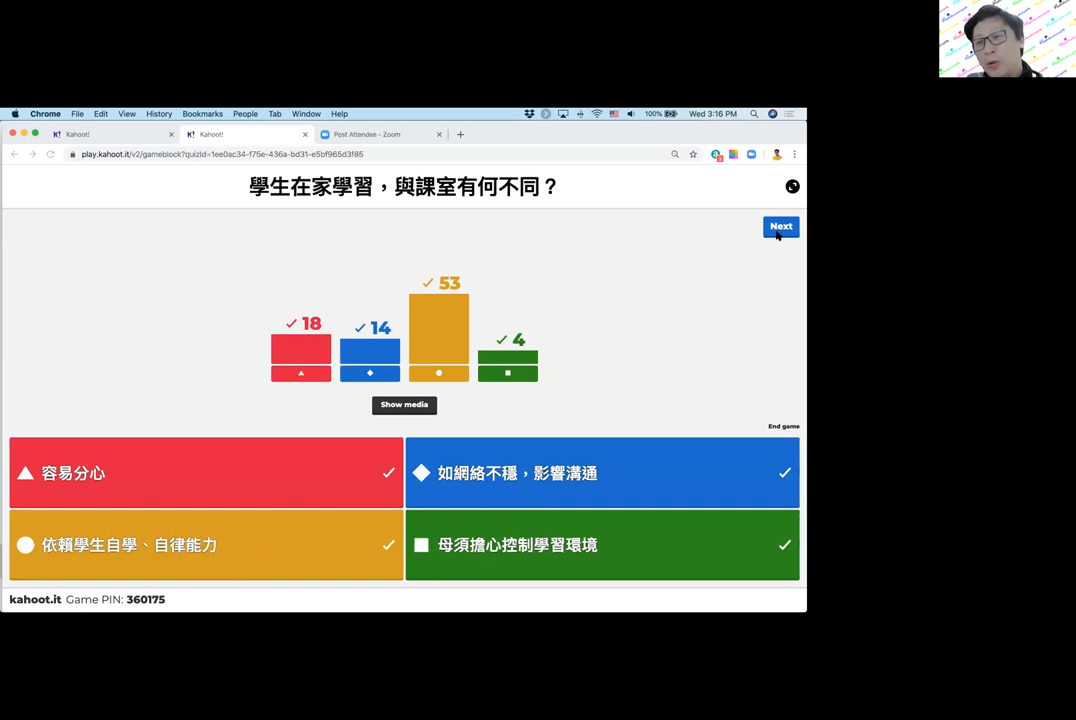 Chrome File Edit View History Bookmarks People Tab Window Help 100% Wed 3:16 PM
Kahoot! Kahoot! Post Attendee - Zoom
play.kahoot.it/v2/gameblock?quizId=1ee0ac34-f75e-436a-bd31-e5bf965d3f85
學生在家學習，與課室有何不同？
Next
53
18
14
4
Show media
End game
容易分心
如網絡不穩，影響溝通
依賴學生自學、自律能力
毋須擔心控制學習環境
kahoot.it Game PIN: 360175